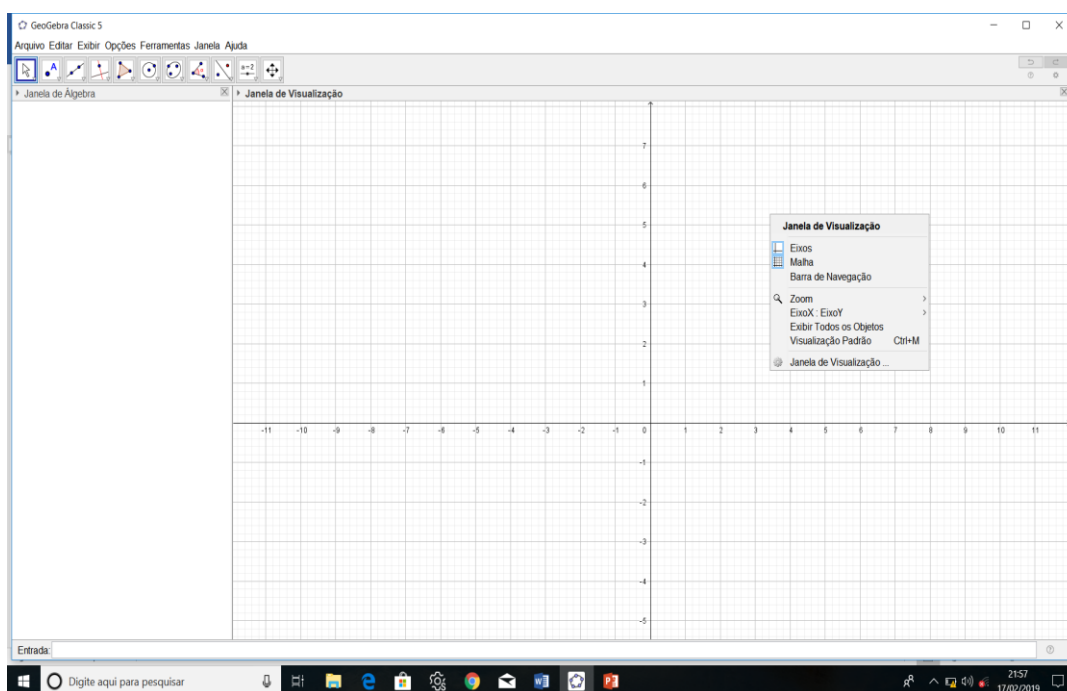 GeoGebra Classic 5
Arquivo Editar Exibir Opções Ferramentas Janela Ajuda
A
a=2
Janela de Álgebra
Janela de Visualização
7
6
5
4
3
2
1
-11 -10 -9 -8 -7 -6 -5 -4 -3 -2 -1 0 1 2 3 4 5 6 7 8 9 10 11
-1
-2
-3
-4
-5
Janela de Visualização
Eixos
Malha
Barra de Navegação
Zoom
EixoX : EixoY
Exibir Todos os Objetos
Visualização Padrão Ctrl+M
Janela de Visualização ...
Entrada:
Digite aqui para pesquisar
21:57
17/02/2019